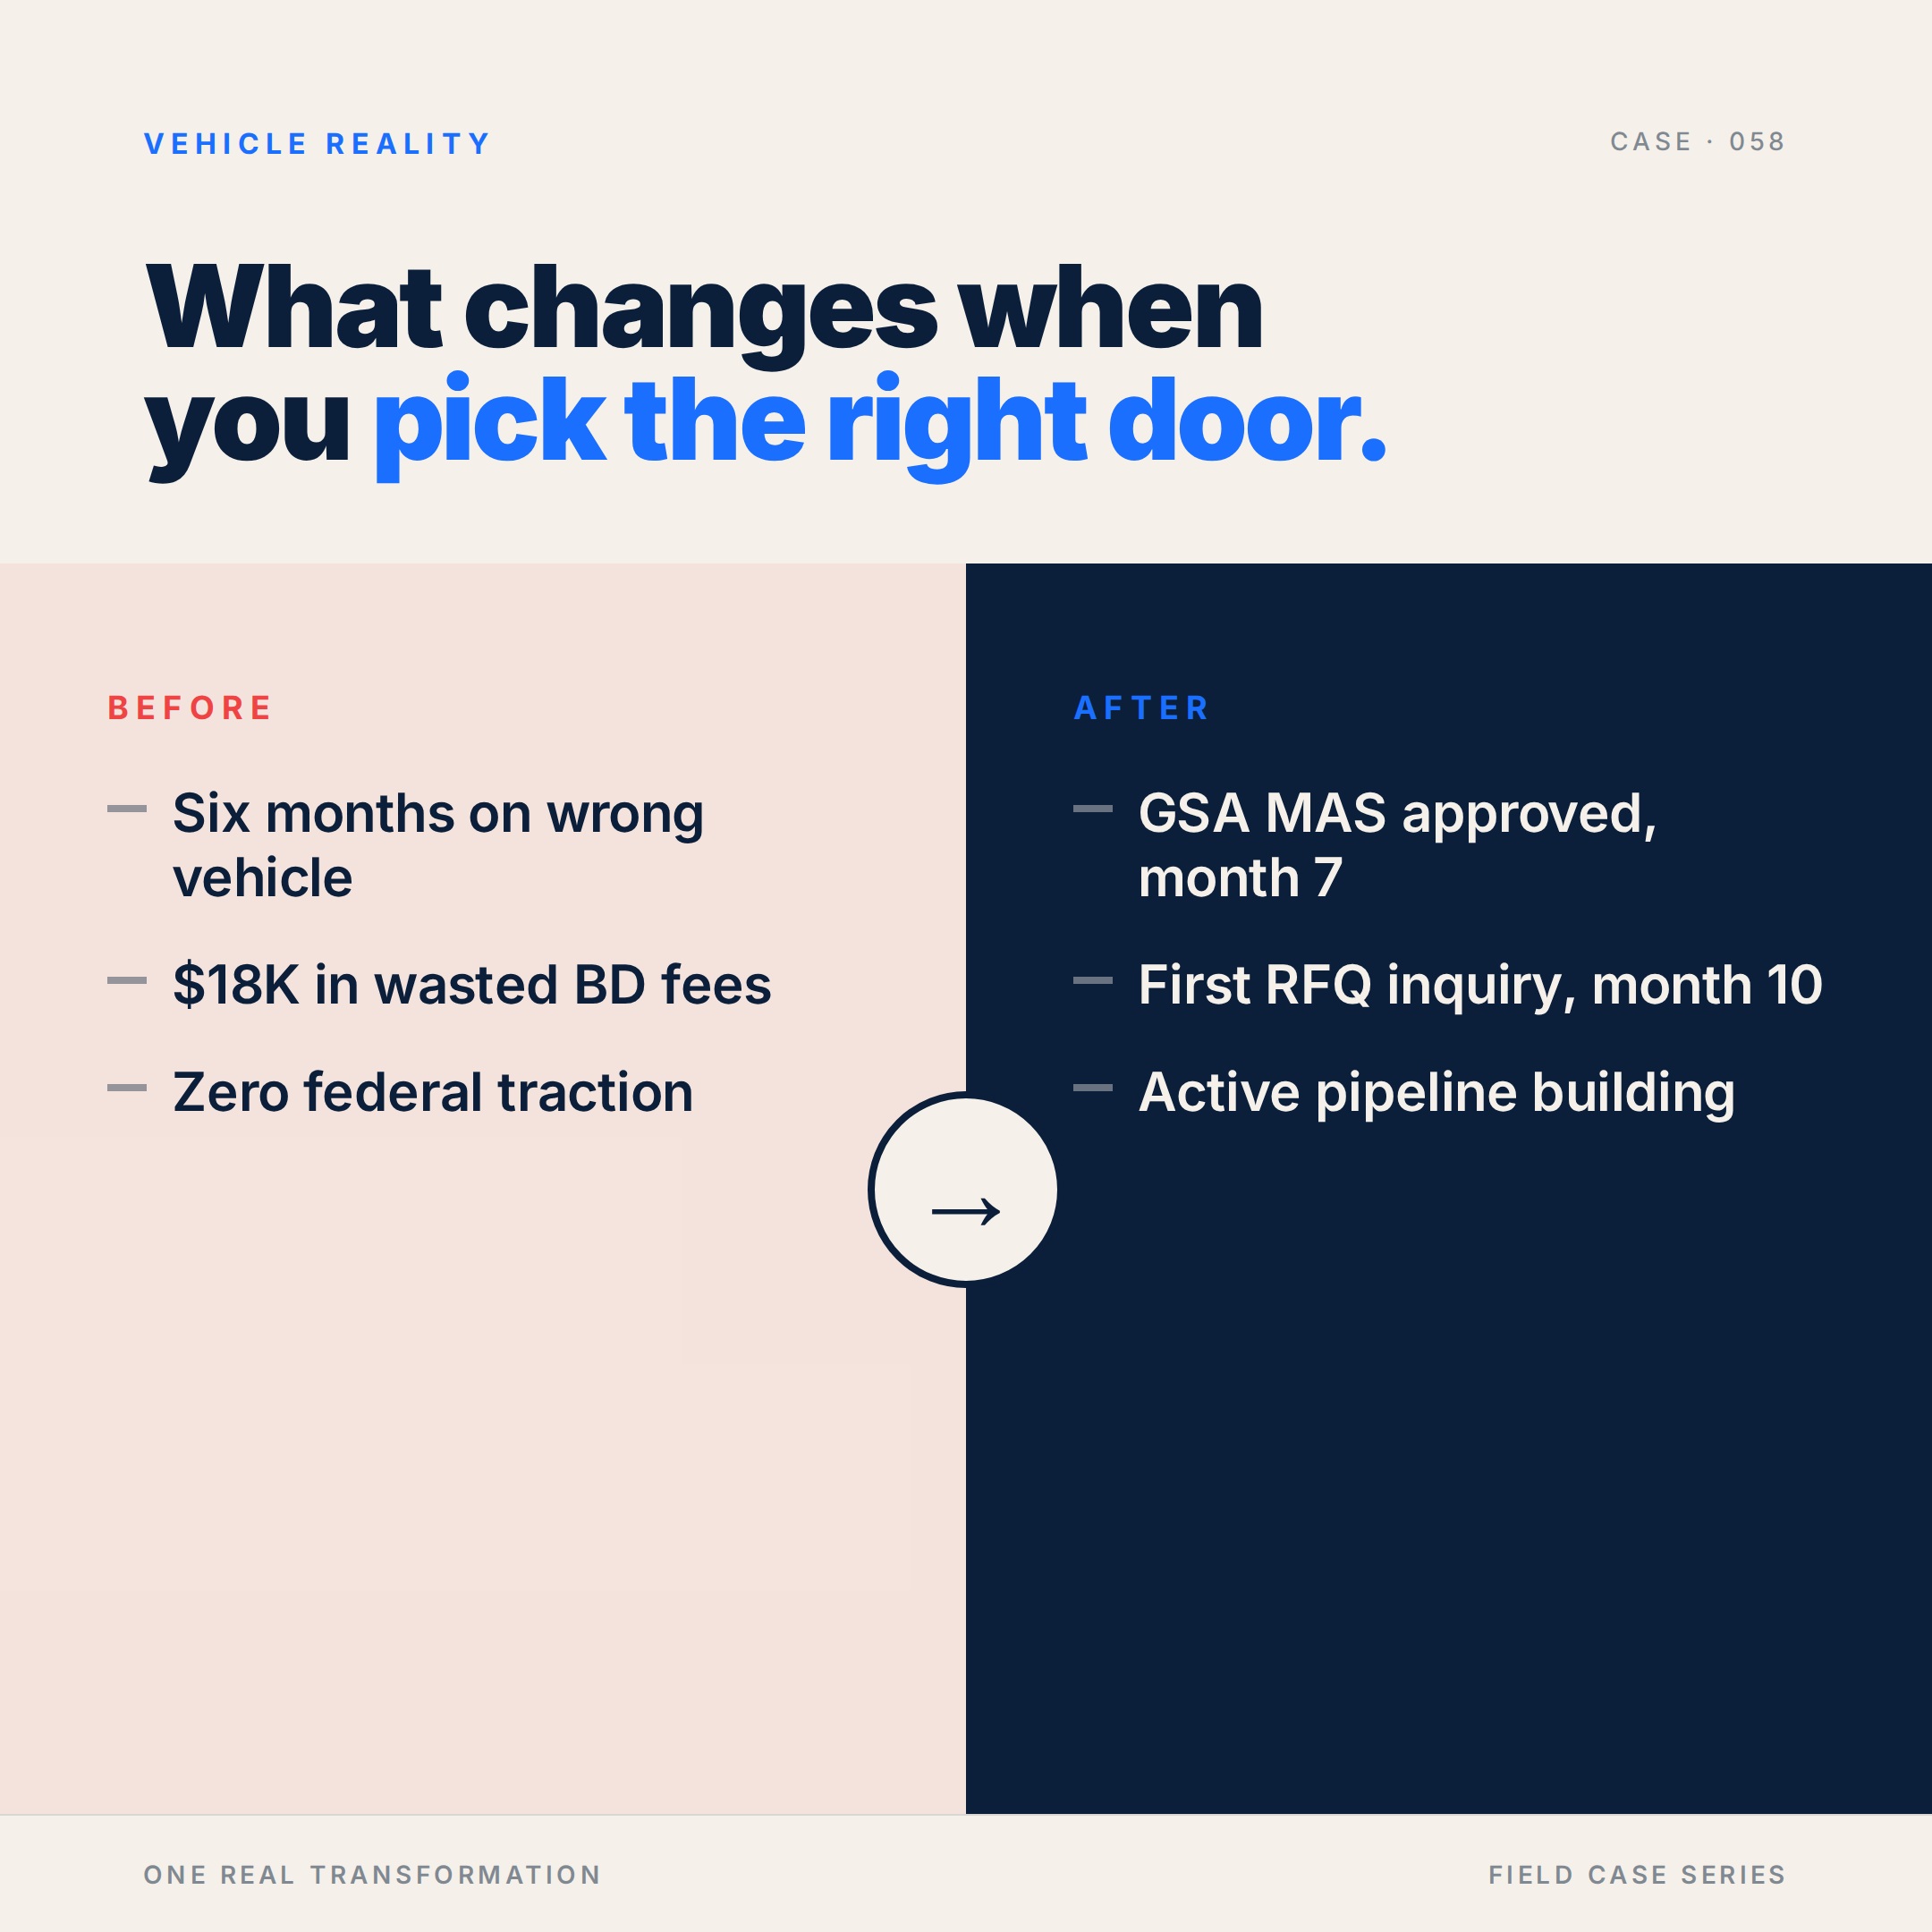 VEHICLE REALITY
CASE · 058
What changes when
you pick the right door.
BEFORE
Six months on wrong
vehicle
$18K in wasted BD fees
Zero federal traction
→
AFTER
GSA MAS approved,
month 7
First RFQ inquiry, month 10
Active pipeline building
ONE REAL TRANSFORMATION
FIELD CASE SERIES